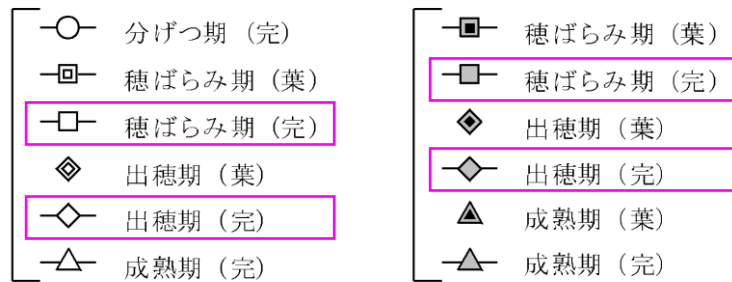 分げつ期（完）
穂ばらみ期（葉）
穂ばらみ期（完）
出穂期（葉）
出穂期（完）
成熟期（完）
穂ばらみ期（葉）
穂ばらみ期（完）
出穂期（葉）
出穂期（完）
成熟期（葉）
成熟期（完）